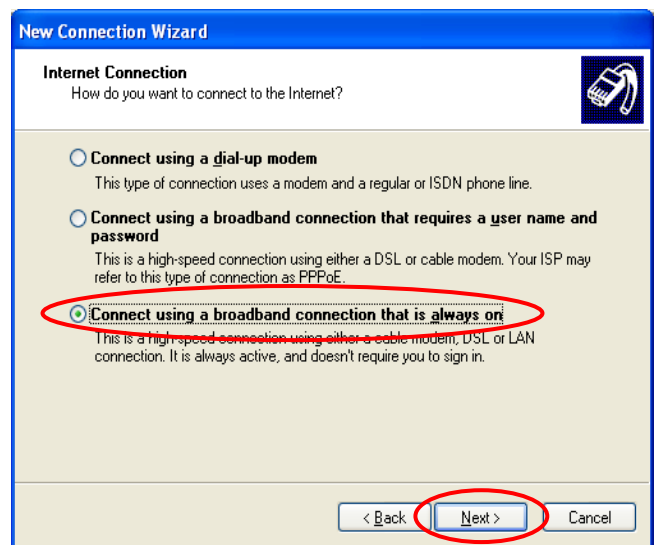 New Connection Wizard
Internet Connection
How do you want to connect to the Internet?
Connect using a dial-up modem
This type of connection uses a modem and a regular or ISDN phone line.
Connect using a broadband connection that requires a user name and
password
This is a high-speed connection using either a DSL or cable modem. Your ISP may
refer to this type of connection as PPPoE.
Connect using a broadband connection that is always on
This is a high-speed connection using either a cable modem, DSL or LAN
connection. It is always active, and doesn't require you to sign in.
< Back
Next >
Cancel